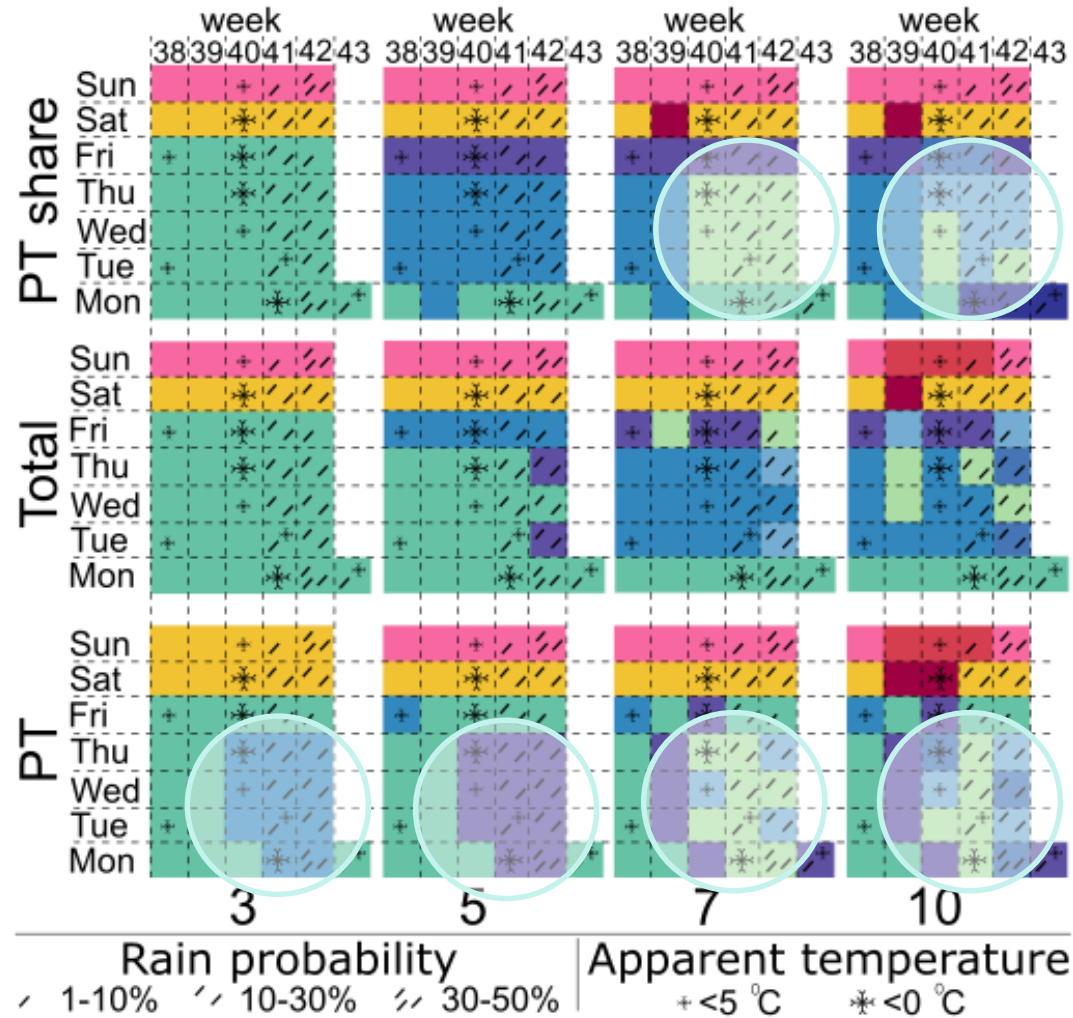 week week week week
38 39 40 41 42 43 38 39 40 41 42 43 38 39 40 41 42 43 38 39 40 41 42 43
PT share
Sun
Sat
Fri
Thu
Wed
Tue
Mon
Total
Sun
Sat
Fri
Thu
Wed
Tue
Mon
PT
Sun
Sat
Fri
Thu
Wed
Tue
Mon
3 5 7 10
Rain probability Apparent temperature
1-10% 10-30% 30-50% <5 °C <0 °C